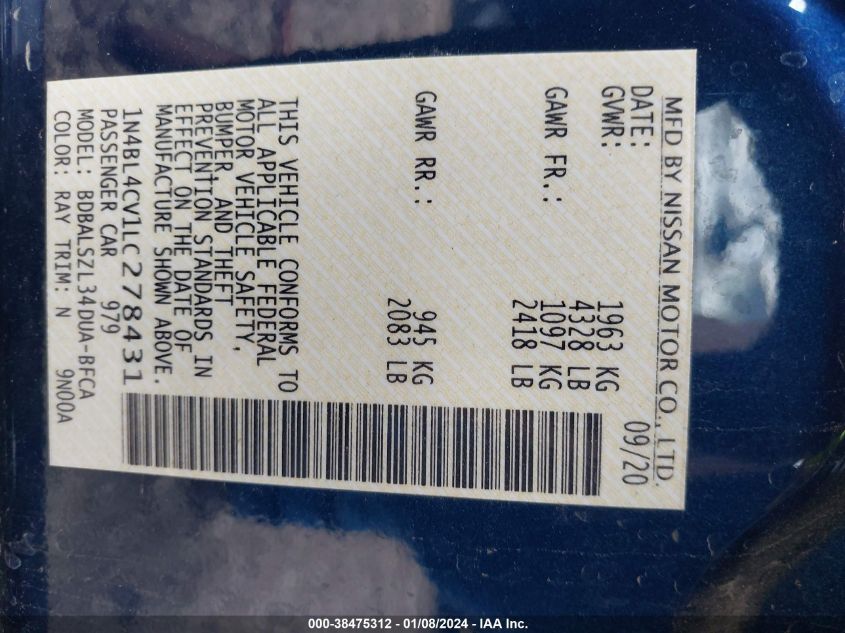 MFD BY NISSAN MOTOR CO., LTD.
DATE: 09/20
GVWR: 1963 KG
4328 LB
GAWR FR.: 1097 KG
2418 LB
GAWR RR.: 945 KG
2083 LB
THIS VEHICLE CONFORMS TO
ALL APPLICABLE FEDERAL
MOTOR VEHICLE SAFETY,
BUMPER, AND THEFT
PREVENTION STANDARDS IN
EFFECT ON THE DATE OF
MANUFACTURE SHOWN ABOVE.
1N4BL4CV1LC278431
PASSENGER CAR 979
MODEL: BDBALSZL34DUA-BFCA
COLOR: RAY TRIM: N 9N00A
000-38475312 - 01/08/2024 - IAA Inc.